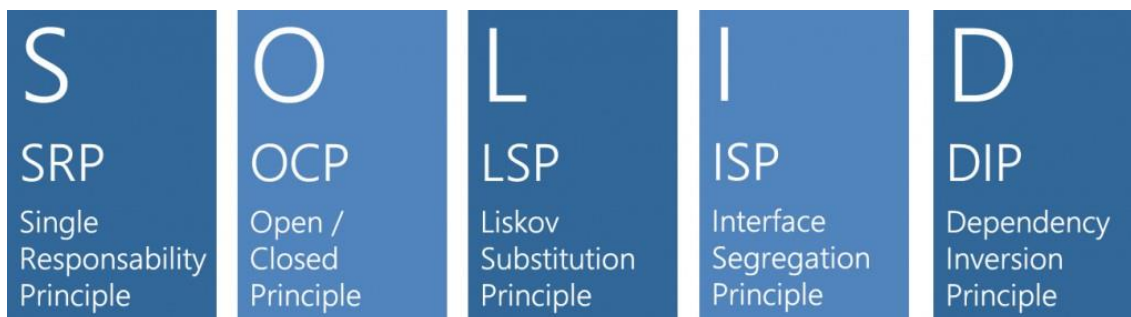 S
SRP
Single
Responsability
Principle
O
OCP
Open /
Closed
Principle
L
LSP
Liskov
Substitution
Principle
I
ISP
Interface
Segregation
Principle
D
DIP
Dependency
Inversion
Principle